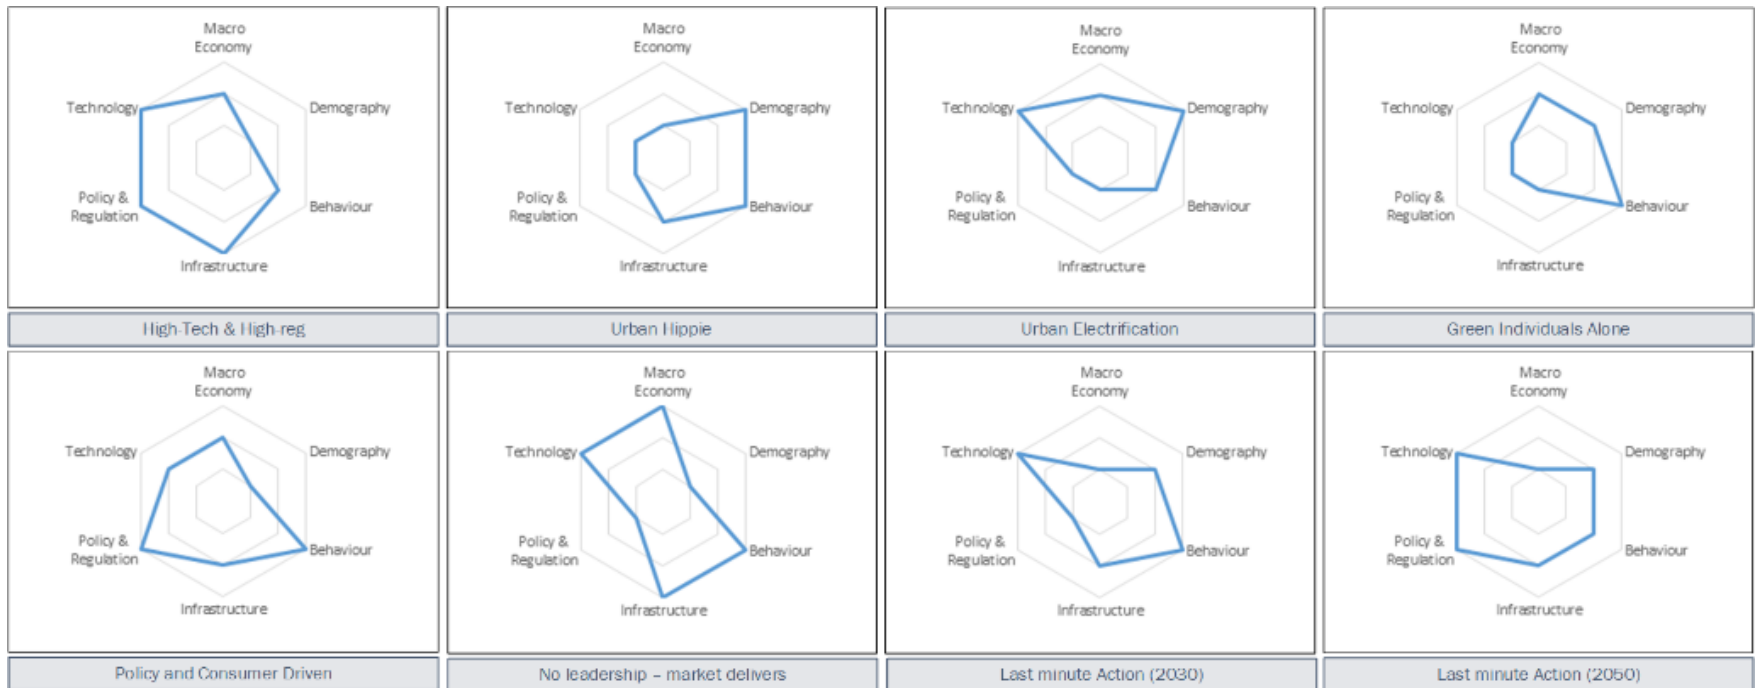 Macro
Economy
Technology
Demography
Policy &
Regulation
Behaviour
Infrastructure
High-Tech & High-reg
Macro
Economy
Technology
Demography
Policy &
Regulation
Behaviour
Infrastructure
Urban Hippie
Macro
Economy
Technology
Demography
Policy &
Regulation
Behaviour
Infrastructure
Urban Electrification
Macro
Economy
Technology
Demography
Policy &
Regulation
Behaviour
Infrastructure
Green Individuals Alone
Macro
Economy
Technology
Demography
Policy &
Regulation
Behaviour
Infrastructure
Policy and Consumer Driven
Macro
Economy
Technology
Demography
Policy &
Regulation
Behaviour
Infrastructure
No leadership – market delivers
Macro
Economy
Technology
Demography
Policy &
Regulation
Behaviour
Infrastructure
Last minute Action (2030)
Macro
Economy
Technology
Demography
Policy &
Regulation
Behaviour
Infrastructure
Last minute Action (2050)